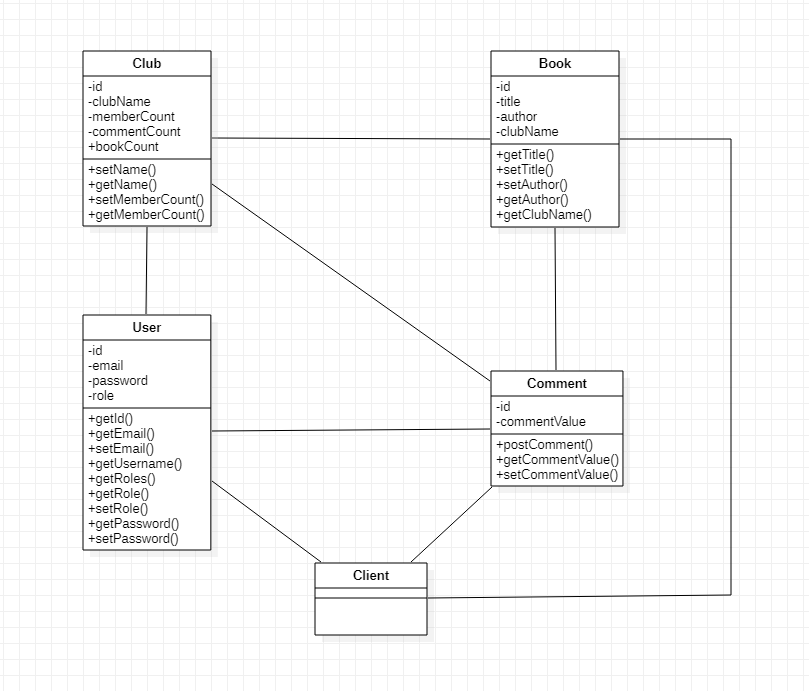 Club
-id
-clubName
-memberCount
-commentCount
+bookCount
+setName()
+getName()
+setMemberCount()
+getMemberCount()
Book
-id
-title
-author
-clubName
+getTitle()
+setTitle()
+setAuthor()
+getAuthor()
+getClubName()
User
-id
-email
-password
-role
+getId()
+getEmail()
+setEmail()
+getUsername()
+getRoles()
+getRole()
+setRole()
+getPassword()
+setPassword()
Comment
-id
-commentValue
+postComment()
+getCommentValue()
+setCommentValue()
Client